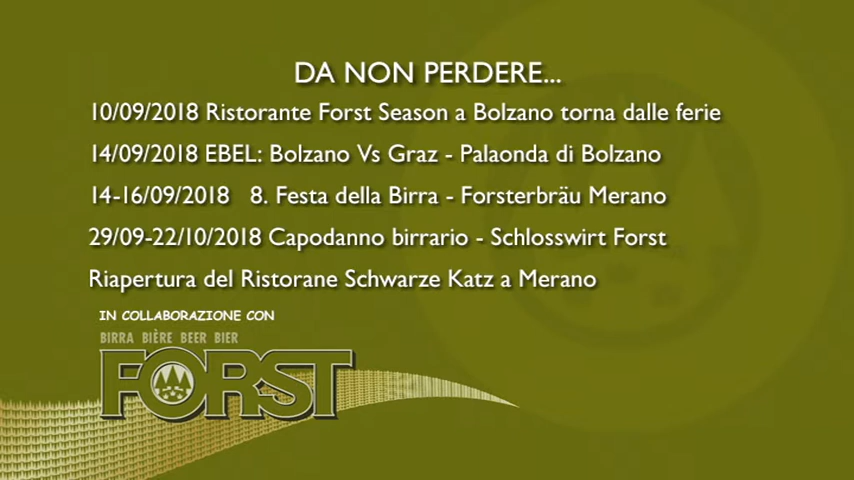 DA NON PERDERE...
10/09/2018 Ristorante Forst Season a Bolzano torna dalle ferie
14/09/2018 EBEL: Bolzano Vs Graz - Palaonda di Bolzano
14-16/09/2018 8. Festa della Birra - Forsterbräu Merano
29/09-22/10/2018 Capodanno birrario - Schlosswirt Forst
Riapertura del Ristorane Schwarze Katz a Merano
IN COLLABORAZIONE CON
BIRRA BIÈRE BEER BIER
FORST